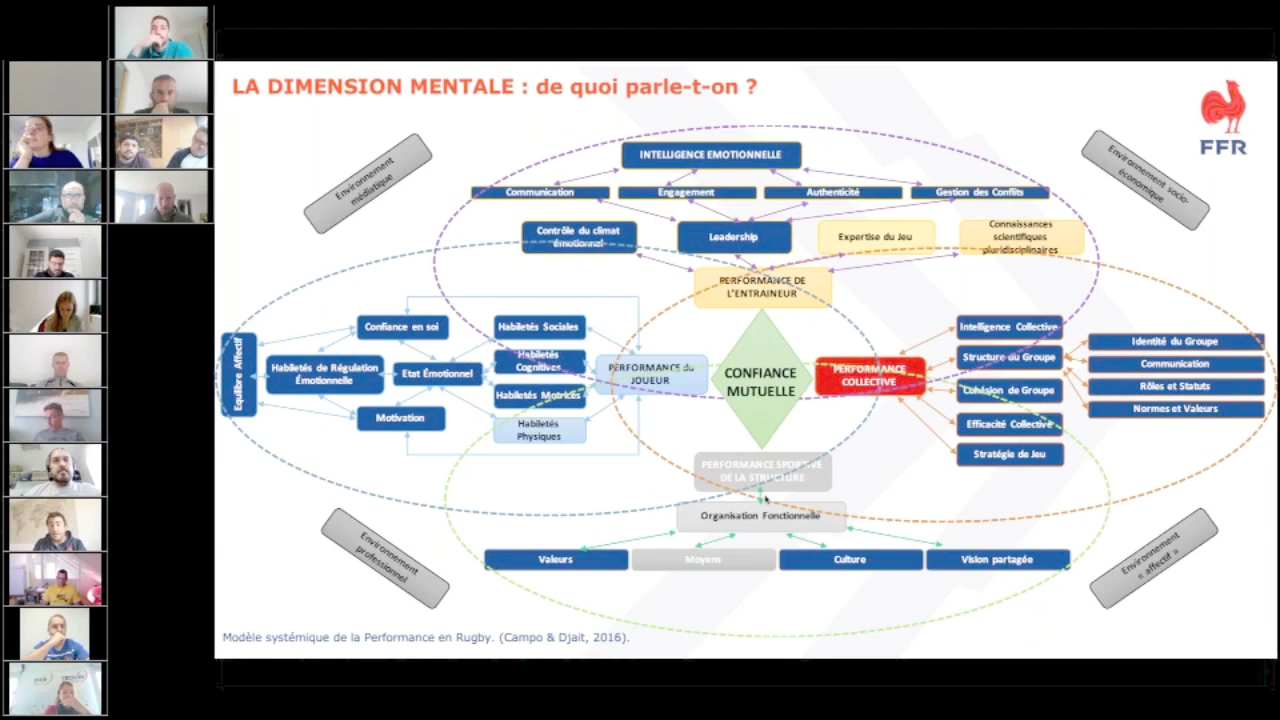 LA DIMENSION MENTALE : de quoi parle-t-on ?
FFR
Environnement
médiatique
Environnement socio-
économique
INTELLIGENCE EMOTIONNELLE
Communication
Engagement
Authenticité
Gestion des Conflits
Contrôle du climat
émotionnel
Leadership
Expertise du Jeu
Connaissances
scientifiques
pluridisciplinaires
PERFORMANCE DE
L'ENTRAINEUR
Equilibre Affectif
Confiance en soi
Habiletés de Régulation
Émotionnelle
Etat Émotionnel
Motivation
Habiletés Sociales
Habiletés
Cognitives
Habiletés Motrices
Habiletés
Physiques
PERFORMANCE du
JOUEUR
CONFIANCE
MUTUELLE
PERFORMANCE
COLLECTIVE
Intelligence Collective
Structure du Groupe
Cohésion de Groupe
Efficacité Collective
Stratégie de Jeu
Identité du Groupe
Communication
Rôles et Statuts
Normes et Valeurs
PERFORMANCE SPORTIVE
DE LA STRUCTURE
Organisation Fonctionnelle
Valeurs
Moyens
Culture
Vision partagée
Environnement
professionnel
Environnement
« affectif »
Modèle systémique de la Performance en Rugby. (Campo & Djait, 2016).